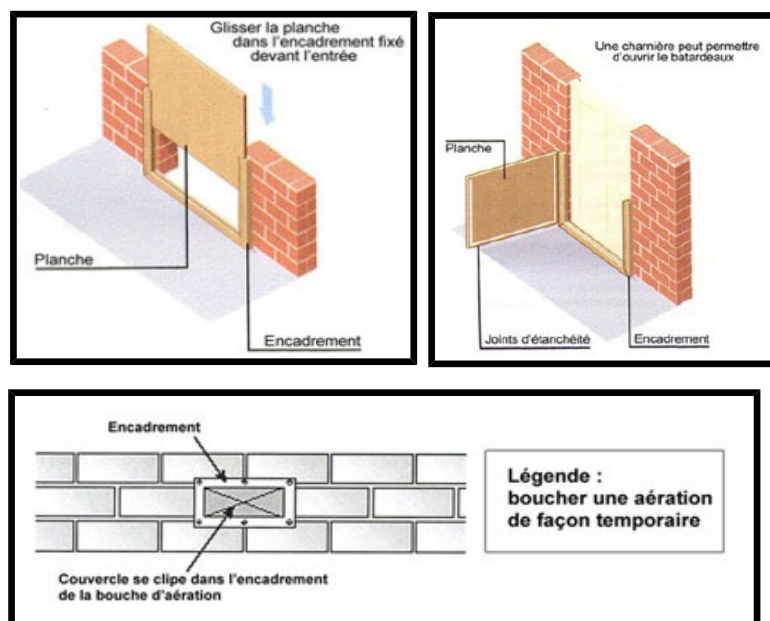 Glisser la planche
dans l'encadrement fixé
devant l'entrée
Planche
Encadrement
Une charnière peut permettre
d'ouvrir le batardeaux
Planche
Joints d'étanchéité
Encadrement
Encadrement
Légende :
boucher une aération
de façon temporaire
Couvercle se clipe dans l'encadrement
de la bouche d'aération